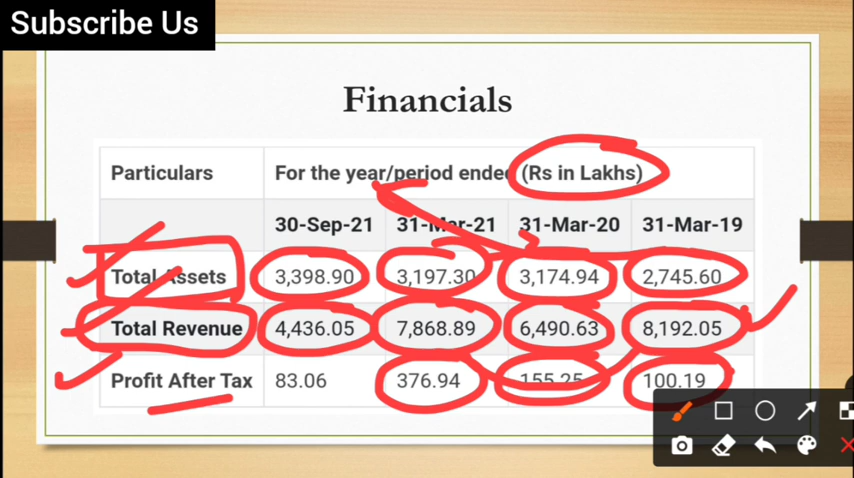 Subscribe Us
Financials
Particulars For the year/period ended (Rs in Lakhs)
30-Sep-21 31-Mar-21 31-Mar-20 31-Mar-19
Total Assets 3,398.90 3,197.30 3,174.94 2,745.60
Total Revenue 4,436.05 7,868.89 6,490.63 8,192.05
Profit After Tax 83.06 376.94 155.25 100.19